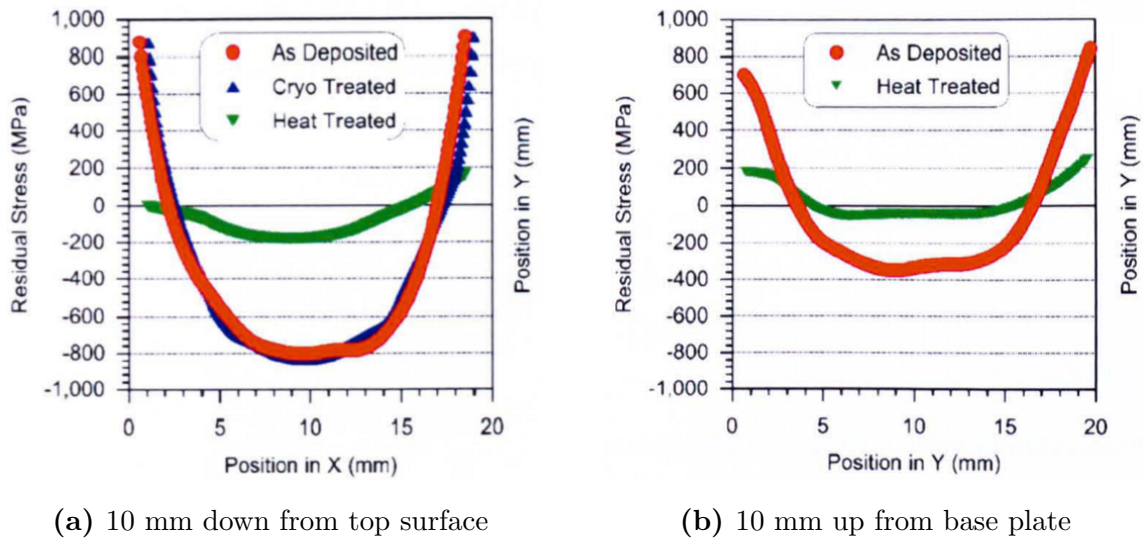 1,000
800
600
400
200
0
-200
-400
-600
-800
-1,000
Residual Stress (MPa)
As Deposited
Cryo Treated
Heat Treated
Position in Y (mm)
0 5 10 15 20
Position in X (mm)
(a) 10 mm down from top surface
1,000
800
600
400
200
0
-200
-400
-600
-800
-1,000
Residual Stress (MPa)
As Deposited
Heat Treated
Position in Y (mm)
0 5 10 15 20
Position in Y (mm)
(b) 10 mm up from base plate